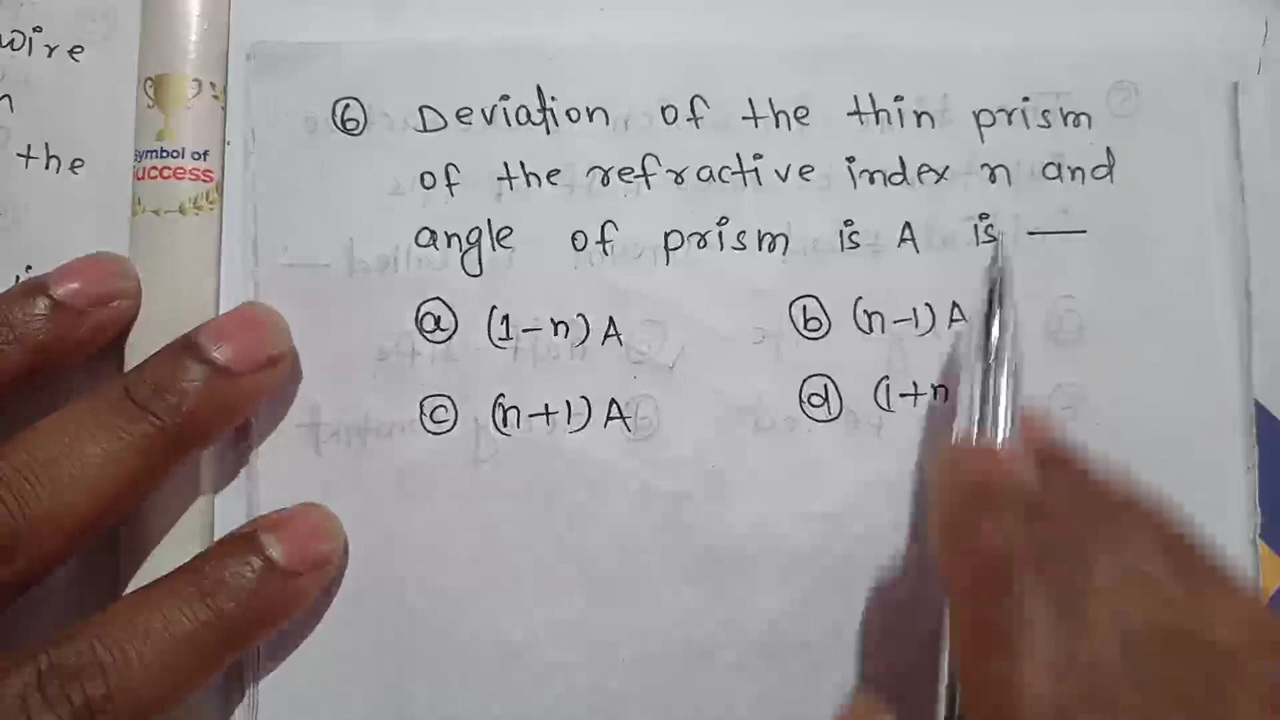 wire
the
symbol of
success
⑥ Deviation of the thin prism
of the refractive index n and
angle of prism is A is —
ⓐ (1-n) A ⓑ (n-1) A
ⓒ (n+1) A ⓓ (1+n